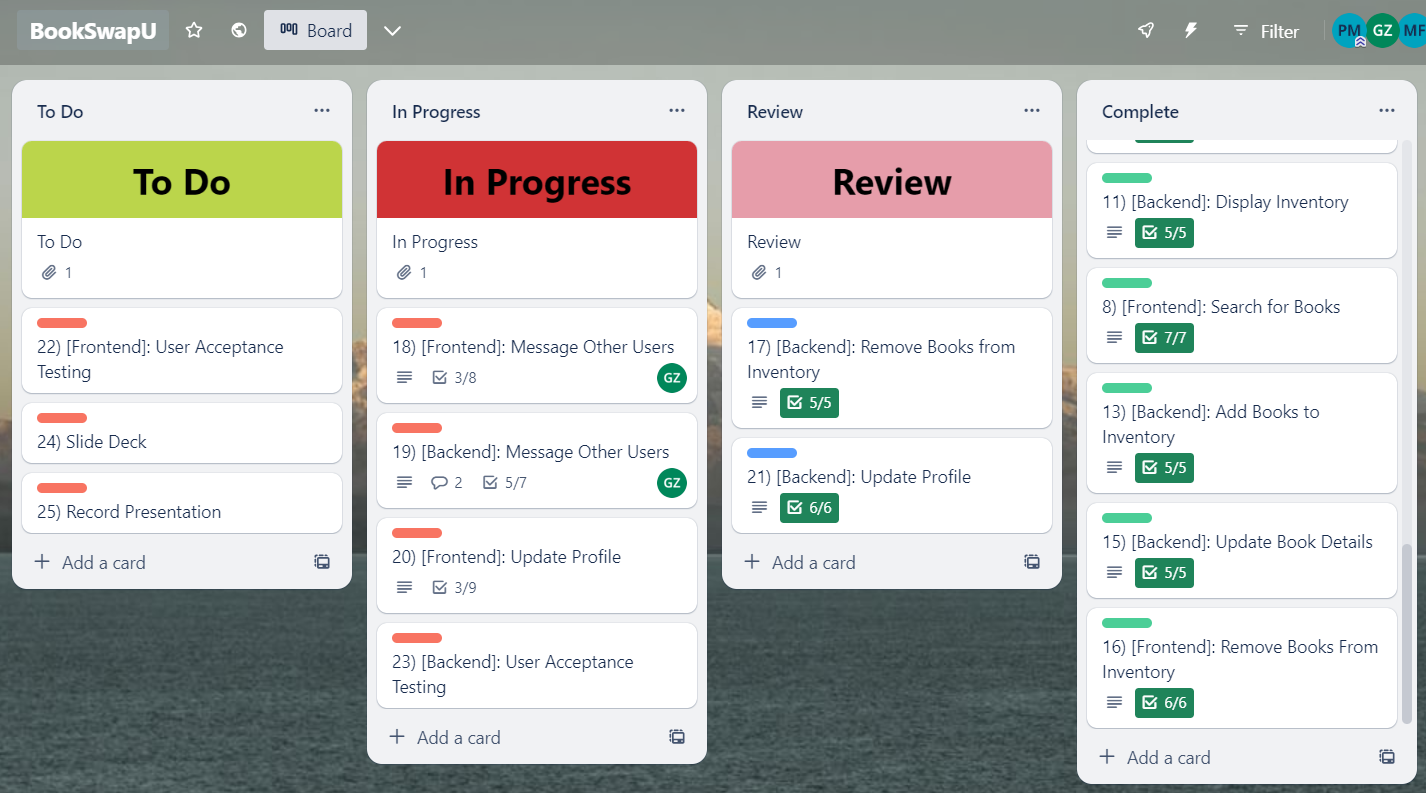 BookSwapU
Board
Filter
PM
GZ
MF
To Do
To Do
To Do
1
22) [Frontend]: User Acceptance
Testing
24) Slide Deck
25) Record Presentation
Add a card
In Progress
In Progress
In Progress
1
18) [Frontend]: Message Other Users
3/8
GZ
19) [Backend]: Message Other Users
2
5/7
GZ
20) [Frontend]: Update Profile
3/9
23) [Backend]: User Acceptance
Testing
Add a card
Review
Review
Review
1
17) [Backend]: Remove Books from
Inventory
5/5
21) [Backend]: Update Profile
6/6
Add a card
Complete
11) [Backend]: Display Inventory
5/5
8) [Frontend]: Search for Books
7/7
13) [Backend]: Add Books to
Inventory
5/5
15) [Backend]: Update Book Details
5/5
16) [Frontend]: Remove Books From
Inventory
6/6
Add a card